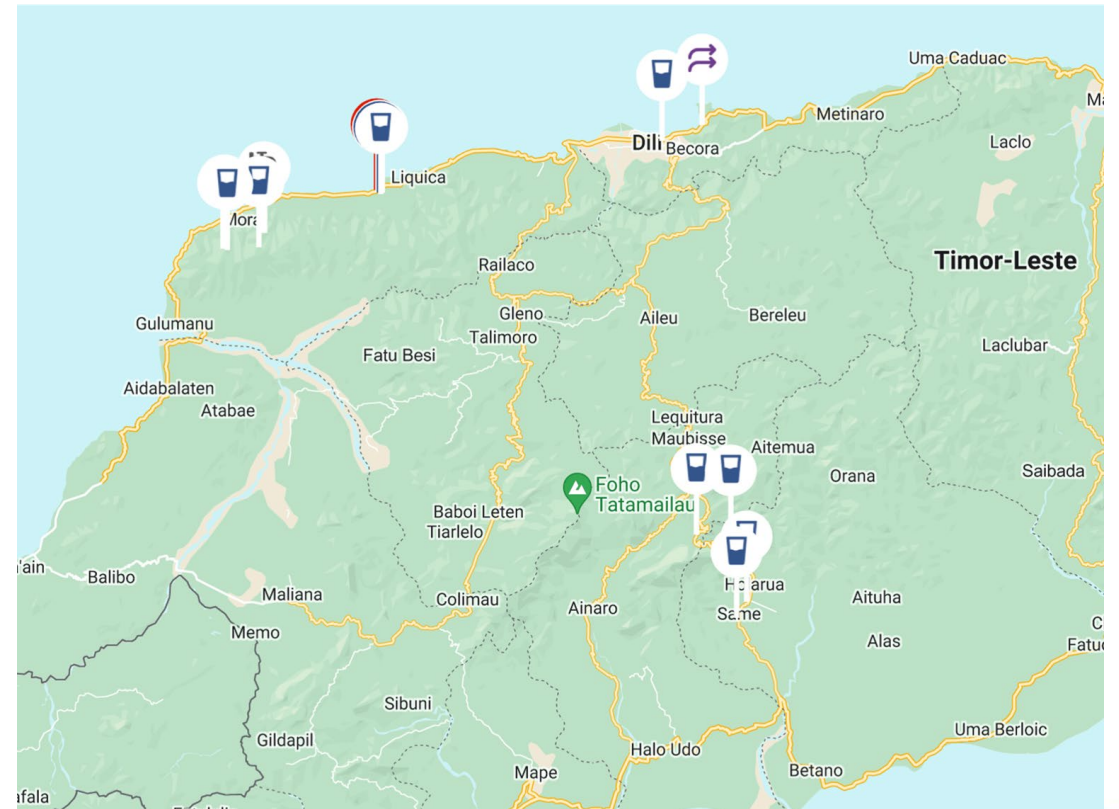 Uma Caduac
Metinaro
Dili
Becora
Laclo
Liquica
Timor-Leste
Railaco
Gleno
Talimoro
Aileu
Bereleu
Gulumanu
Fatu Besi
Laclubar
Aidabalaten
Atabae
Lequitura
Maubisse
Aitemua
Orana
Saibada
Foho
Tatamailau
Baboi Leten
Tiarlelo
Balibo
Maliana
Colimau
Ainaro
Same
Aituha
Memo
Alas
Sibuni
Gildapil
Halo Udo
Uma Berloic
Mape
Betano